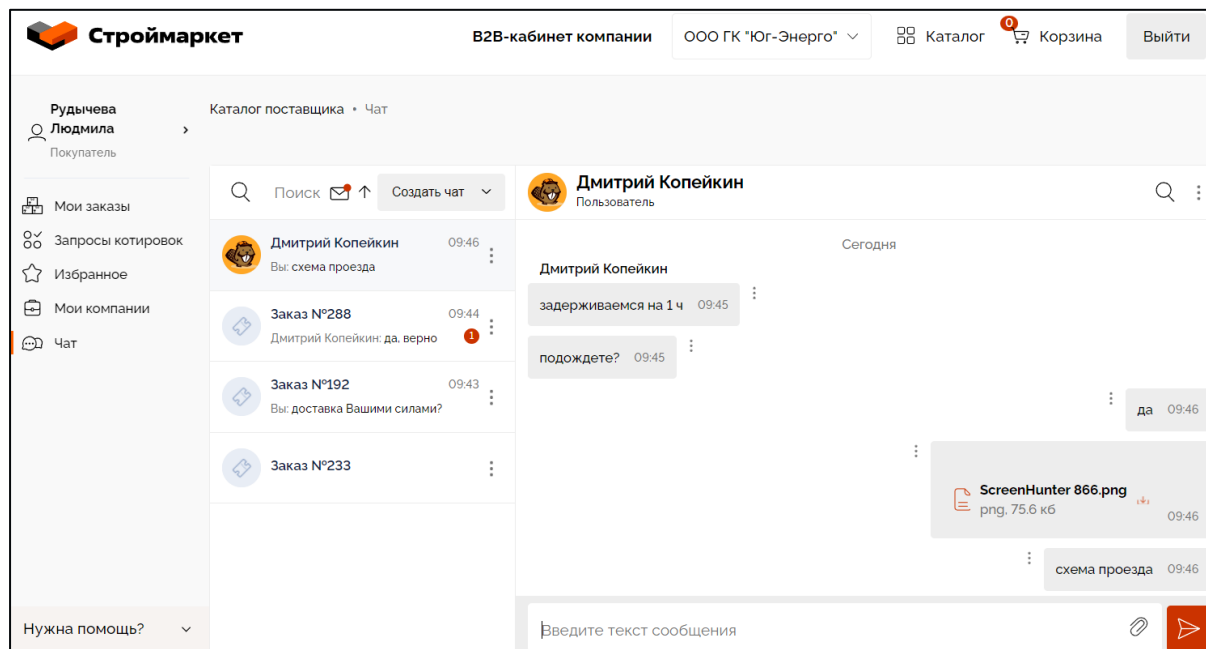 Строймаркет
B2B-кабинет компании
ООО ГК "Юг-Энерго"
Каталог
0
Корзина
Выйти
Рудычева
Людмила
Покупатель
Каталог поставщика • Чат
Мои заказы
Запросы котировок
Избранное
Мои компании
Чат
Нужна помощь?
Поиск
Создать чат
Дмитрий Копейкин 09:46
Вы: схема проезда
Заказ №288 09:44
Дмитрий Копейкин: да, верно 1
Заказ №192 09:43
Вы: доставка Вашими силами?
Заказ №233
Дмитрий Копейкин
Пользователь
Сегодня
Дмитрий Копейкин
задерживаемся на 1 ч 09:45
подождете? 09:45
да 09:46
ScreenHunter 866.png
png, 75.6 кб
09:46
схема проезда 09:46
Введите текст сообщения